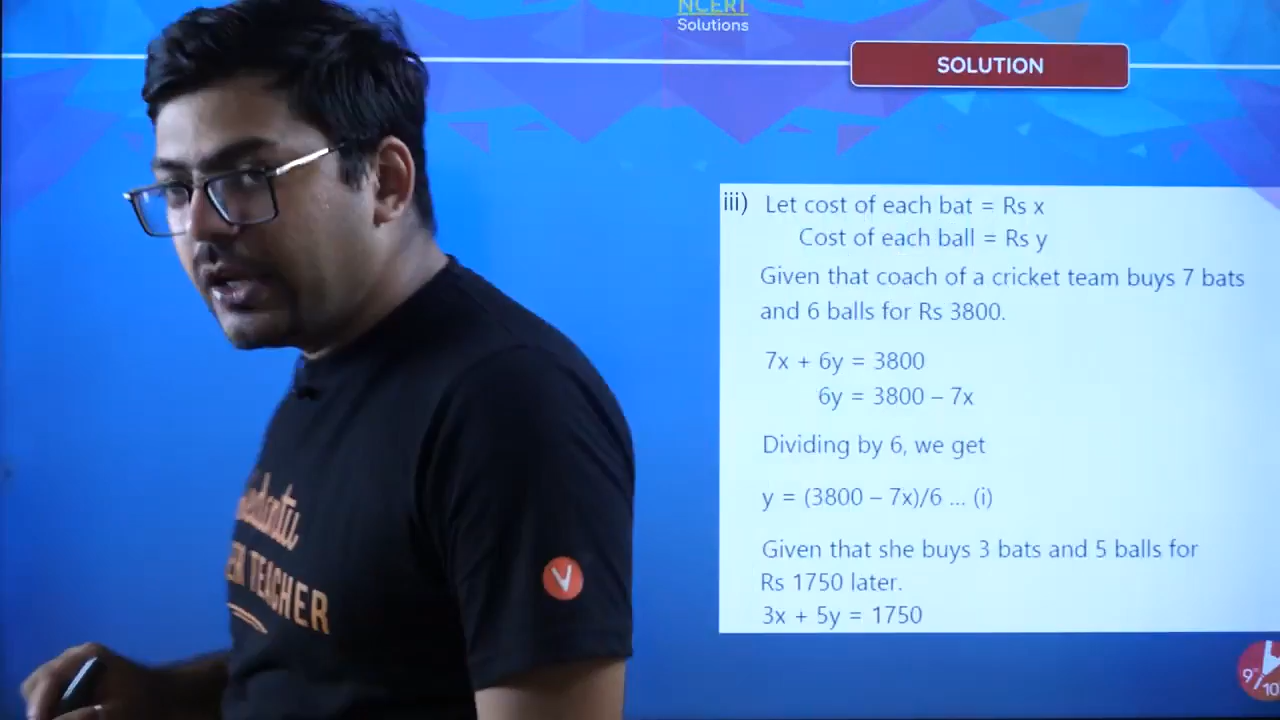 NCERT
Solutions
SOLUTION
iii) Let cost of each bat = Rs x
Cost of each ball = Rs y
Given that coach of a cricket team buys 7 bats
and 6 balls for Rs 3800.
7x + 6y = 3800
6y = 3800 – 7x
Dividing by 6, we get
y = (3800 – 7x)/6 ... (i)
Given that she buys 3 bats and 5 balls for
Rs 1750 later.
3x + 5y = 1750
TEACHER
V